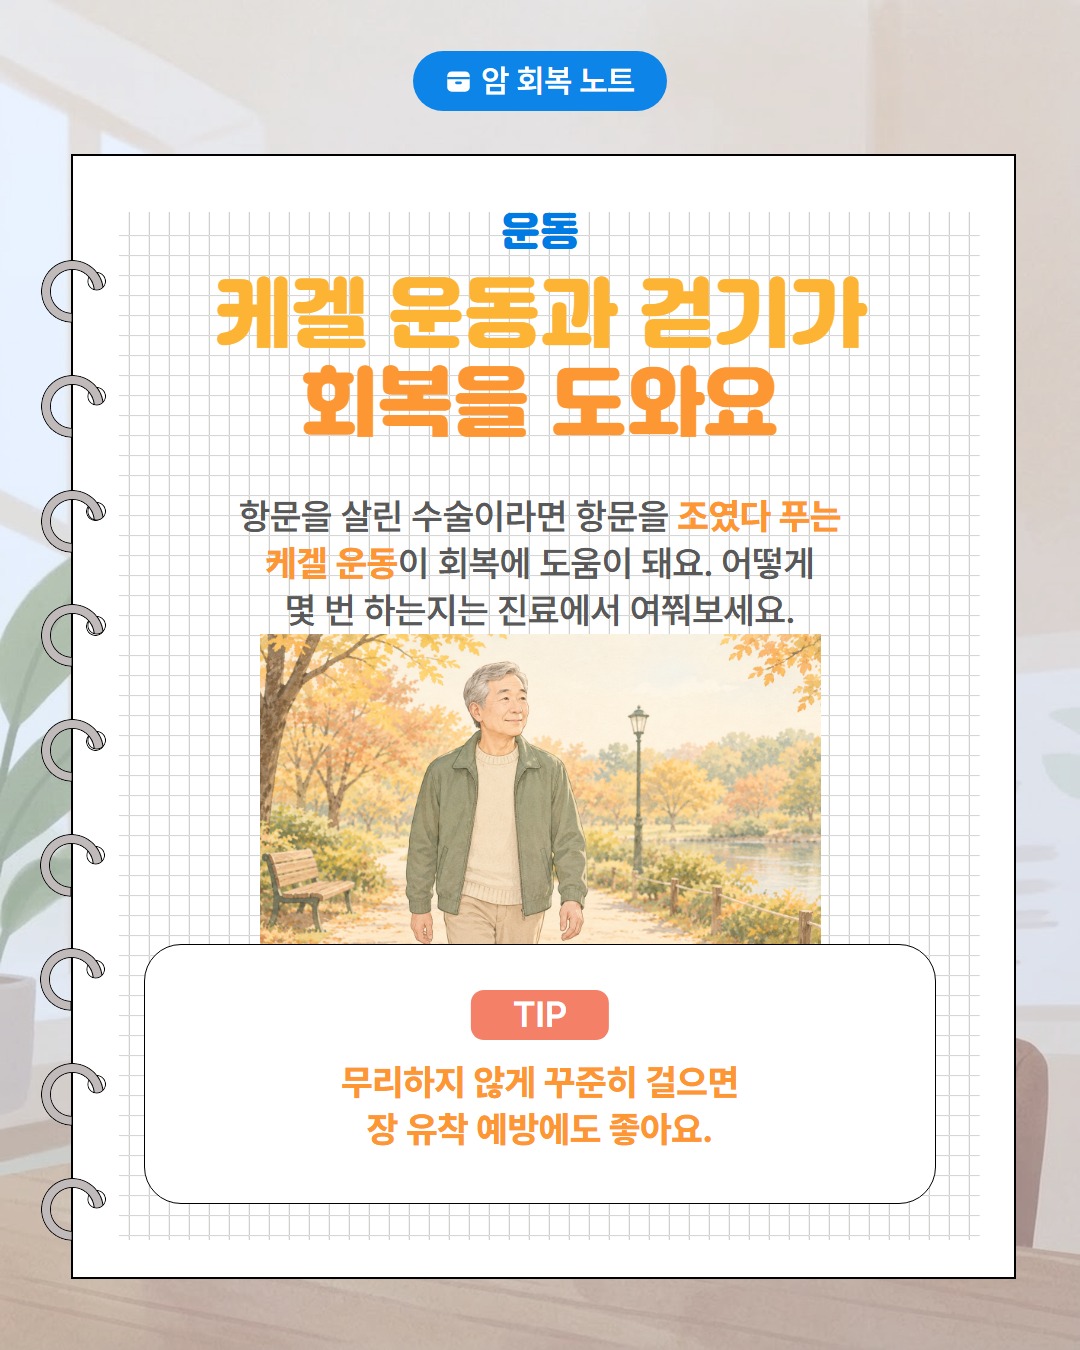 암 회복 노트
운동
케겔 운동과 걷기가
회복을 도와요
항문을 살린 수술이라면 항문을 조였다 푸는
케겔 운동이 회복에 도움이 돼요. 어떻게
몇 번 하는지는 진료에서 여쭤보세요.
TIP
무리하지 않게 꾸준히 걸으면
장 유착 예방에도 좋아요.